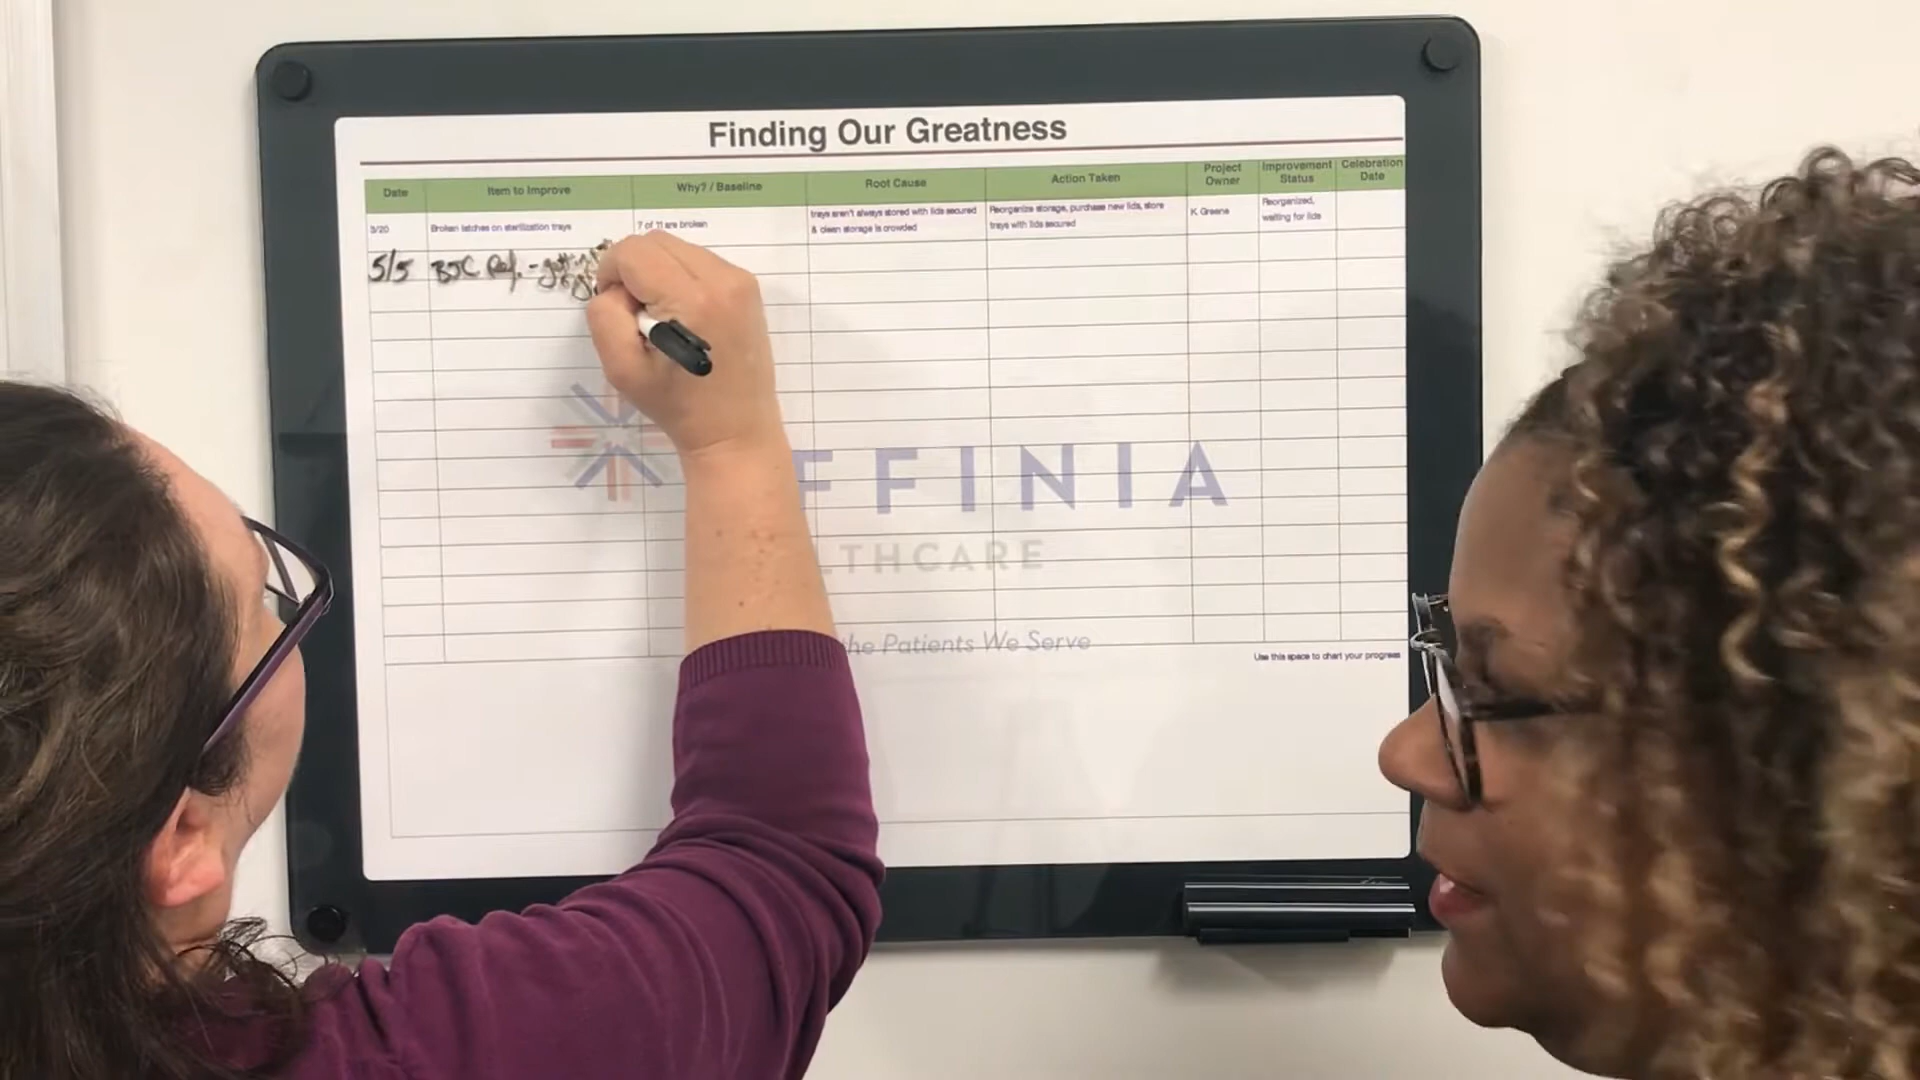 Finding Our Greatness
Date
Item to Improve
Why? / Baseline
Root Cause
Action Taken
Project
Owner
Improvement
Status
Celebration
Date
3/20
Broken latches on sterilization trays
7 of 11 are broken
trays aren't always stored with lids secured
& clean storage is crowded
Reorganize storage, purchase new lids, store
trays with lids secured
K. Greene
Reorganized,
waiting for lids
5/5 BJC Ref. -
FFINIA
LTHCARE
the Patients We Serve
Use this space to chart your progress